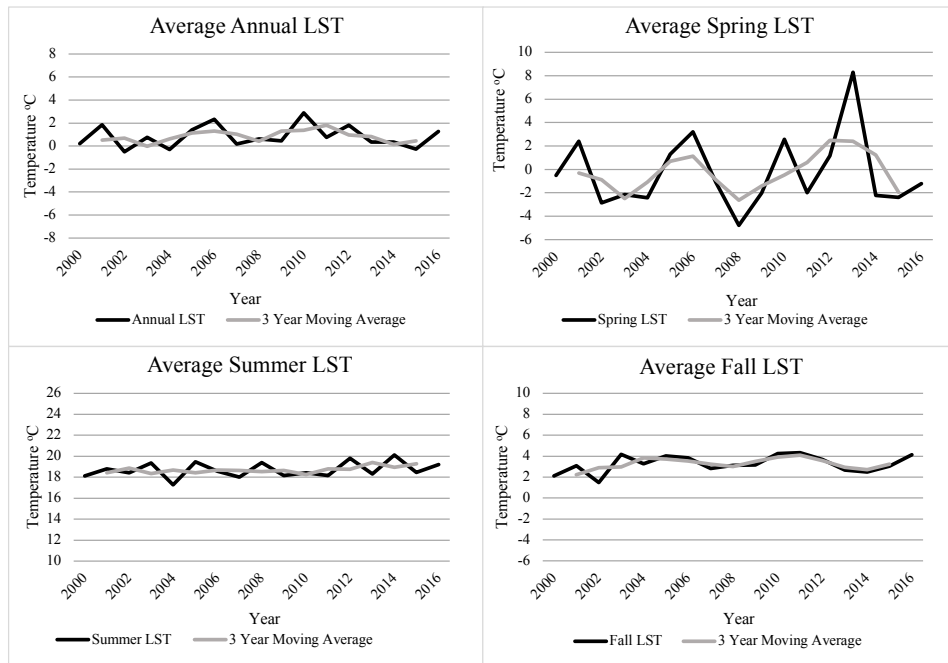 Average Annual LST
8
6
4
2
0
-2
-4
-6
-8
Temperature ᵒC
2000 2002 2004 2006 2008 2010 2012 2014 2016
Year
Annual LST 3 Year Moving Average
Average Spring LST
10
8
6
4
2
0
-2
-4
-6
Temperature ᵒC
2000 2002 2004 2006 2008 2010 2012 2014 2016
Year
Spring LST 3 Year Moving Average
Average Summer LST
26
24
22
20
18
16
14
12
10
Temperature ᵒC
2000 2002 2004 2006 2008 2010 2012 2014 2016
Year
Summer LST 3 Year Moving Average
Average Fall LST
10
8
6
4
2
0
-2
-4
-6
Temperature ᵒC
2000 2002 2004 2006 2008 2010 2012 2014 2016
Year
Fall LST 3 Year Moving Average